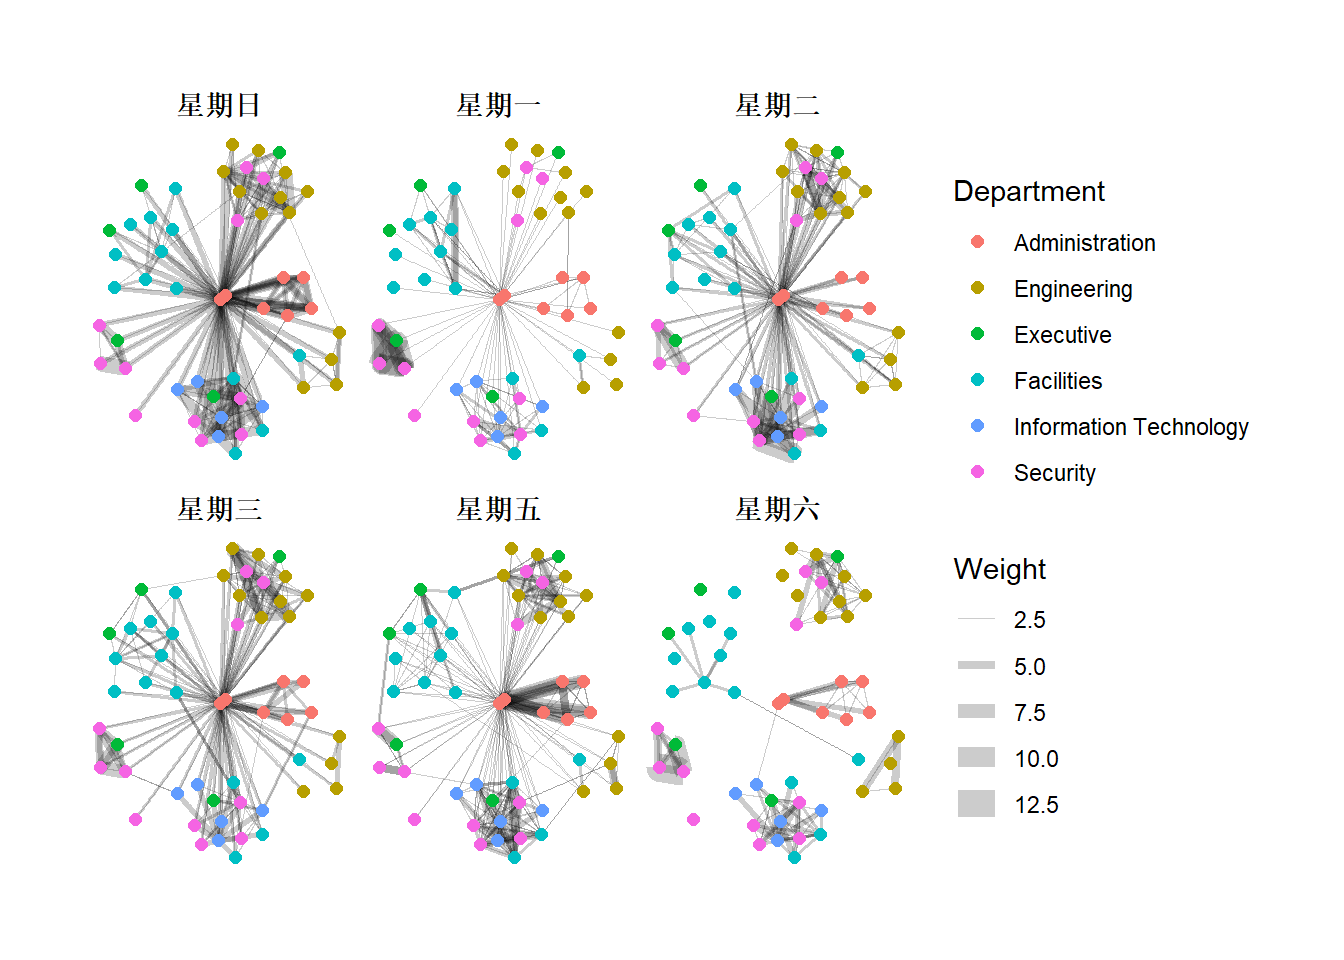 星期日
星期一
星期二
星期三
星期五
星期六
Department
Administration
Engineering
Executive
Facilities
Information Technology
Security
Weight
2.5
5.0
7.5
10.0
12.5